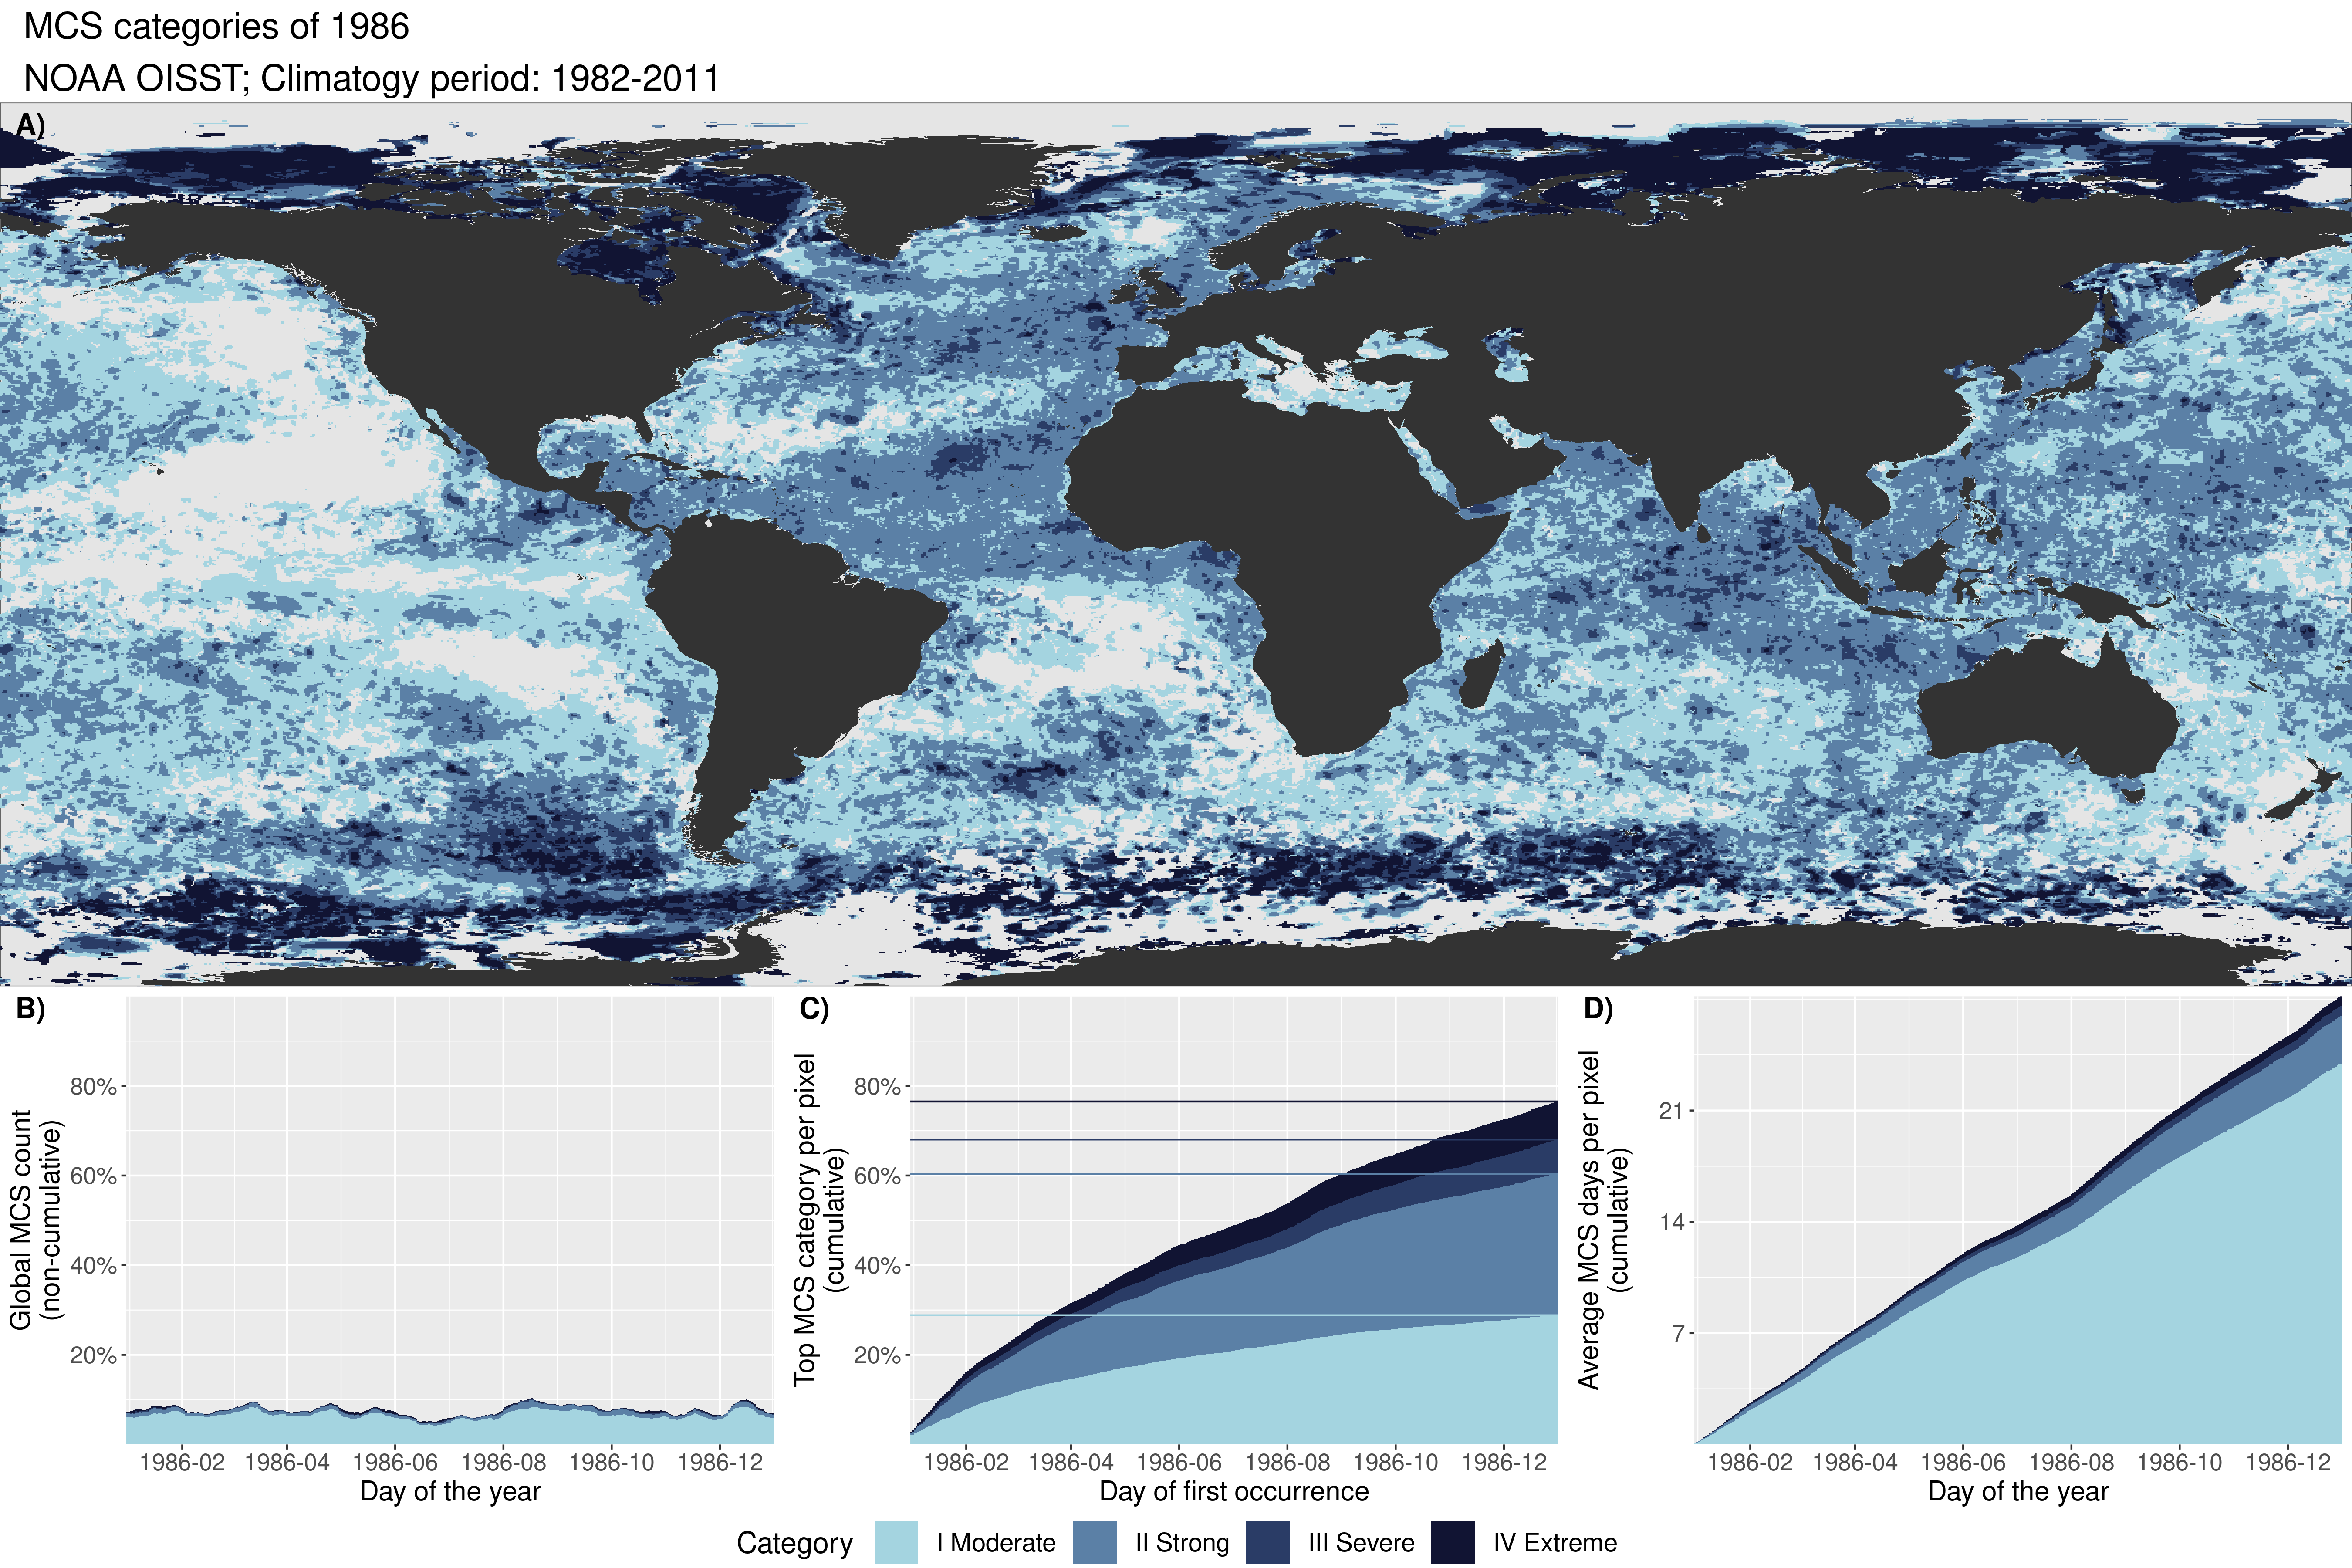 MCS categories of 1986
NOAA OISST; Climatogy period: 1982-2011
A)
B)
Global MCS count
(non-cumulative)
80%
60%
40%
20%
1986-02 1986-04 1986-06 1986-08 1986-10 1986-12
Day of the year
C)
Top MCS category per pixel
(cumulative)
80%
60%
40%
20%
1986-02 1986-04 1986-06 1986-08 1986-10 1986-12
Day of first occurrence
D)
Average MCS days per pixel
(cumulative)
21
14
7
1986-02 1986-04 1986-06 1986-08 1986-10 1986-12
Day of the year
Category I Moderate II Strong III Severe IV Extreme